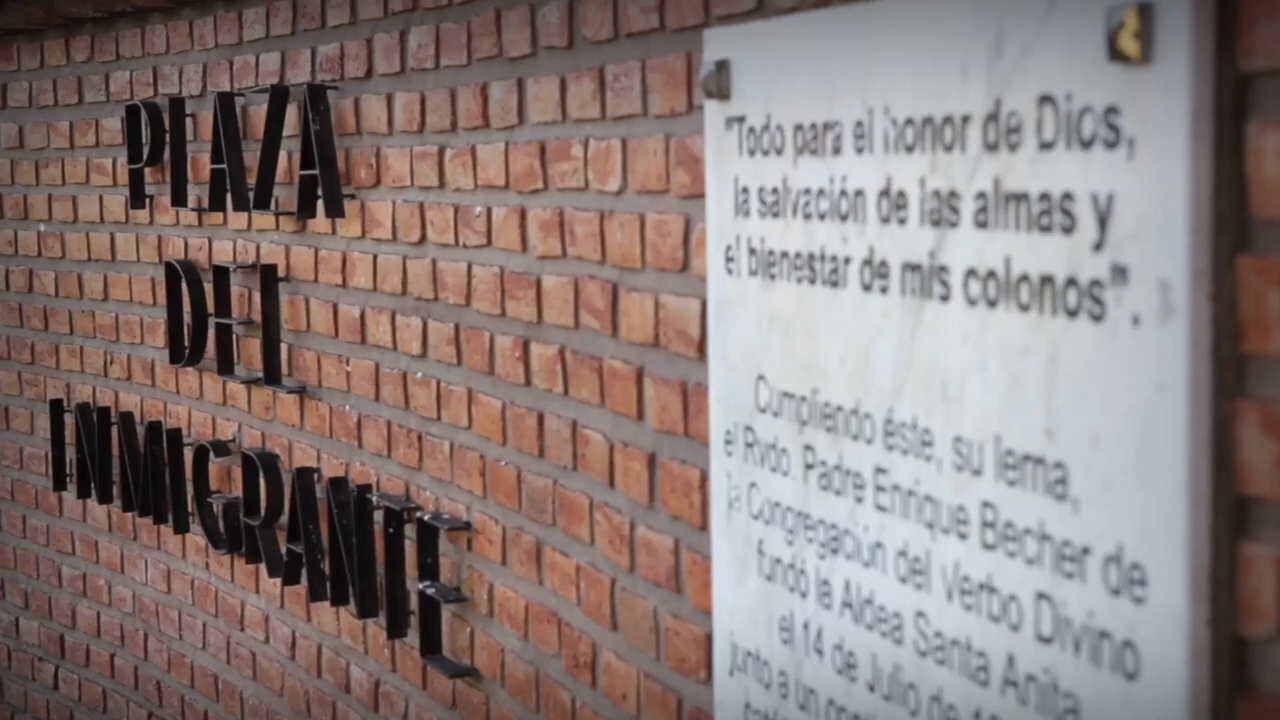 PLAZA
DEL
INMIGRANTE
"Todo para el honor de Dios,
la salvación de las almas y
el bienestar de mis colonos".
Cumpliendo éste, su lema,
el Rvdo. Padre Enrique Becher de
la Congregación del Verbo Divino
fundó la Aldea Santa Anita
el 14 de Julio de
junto a un